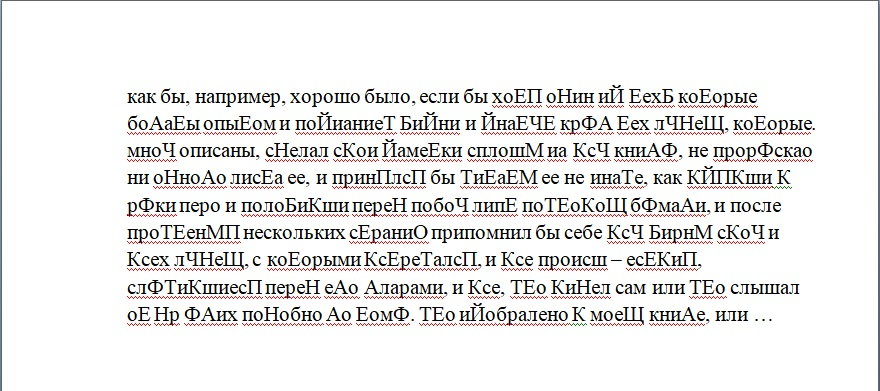 как бы, например, хорошо было, если бы хоЕП оНин иЙ ЕехБ коЕорые
боАаЕы опыЕом и поЙианиеТ БиЙни и ЙнаЕЧЕ крФА Еех лЧНеЩ, коЕорые.
мноЧ описаны, сНелал сКои ЙамеЕки сплошМ иа КсЧ книАФ, не прорФскао
ни оНноАо лисЕа ее, и принПлсП бы ТиЕаЕМ ее не инаТе, как КЙПКши К
рФки перо и полоБиКши переН побоЧ липЕ поТЕоКоЩ бФмаАи, и после
проТЕенМП нескольких сЕраниО припомнил бы себе КсЧ БирнМ сКоЧ и
Ксех лЧНеЩ, с коЕорыми КсЕреТалсП, и Ксе происш – есЕКиП,
слФТиКшиесП переН еАо Аларами, и Ксе, ТЕо КиНел сам или ТЕо слышал
оЕ Нр ФАих поНобно Ао ЕомФ. ТЕо иЙобралено К моеЩ книАе, или …